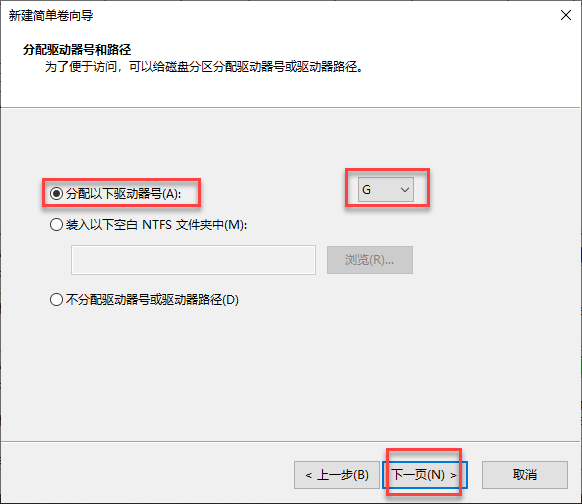 新建简单卷向导
分配驱动器号和路径
为了便于访问，可以给磁盘分区分配驱动器号或驱动器路径。
分配以下驱动器号(A): G
装入以下空白 NTFS 文件夹中(M):
浏览(R)...
不分配驱动器号或驱动器路径(D)
< 上一步(B) 下一页(N) > 取消